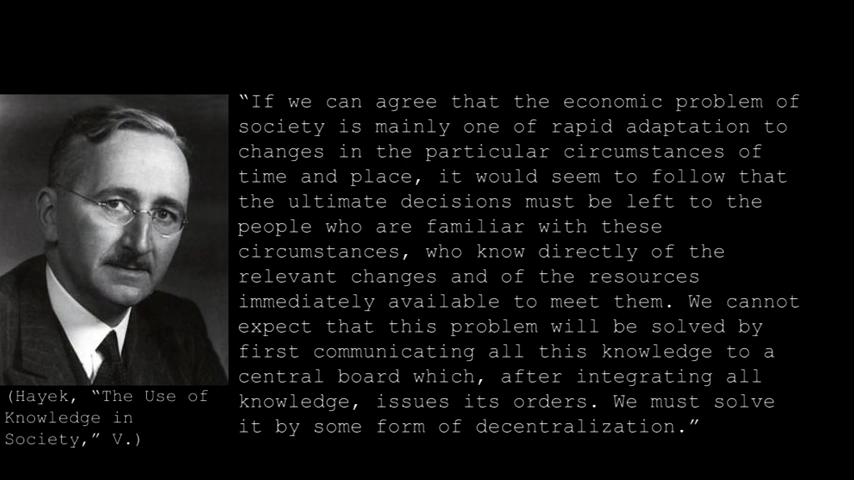 “If we can agree that the economic problem of
society is mainly one of rapid adaptation to
changes in the particular circumstances of
time and place, it would seem to follow that
the ultimate decisions must be left to the
people who are familiar with these
circumstances, who know directly of the
relevant changes and of the resources
immediately available to meet them. We cannot
expect that this problem will be solved by
first communicating all this knowledge to a
central board which, after integrating all
knowledge, issues its orders. We must solve
it by some form of decentralization.”
(Hayek, “The Use of
Knowledge in
Society,” V.)